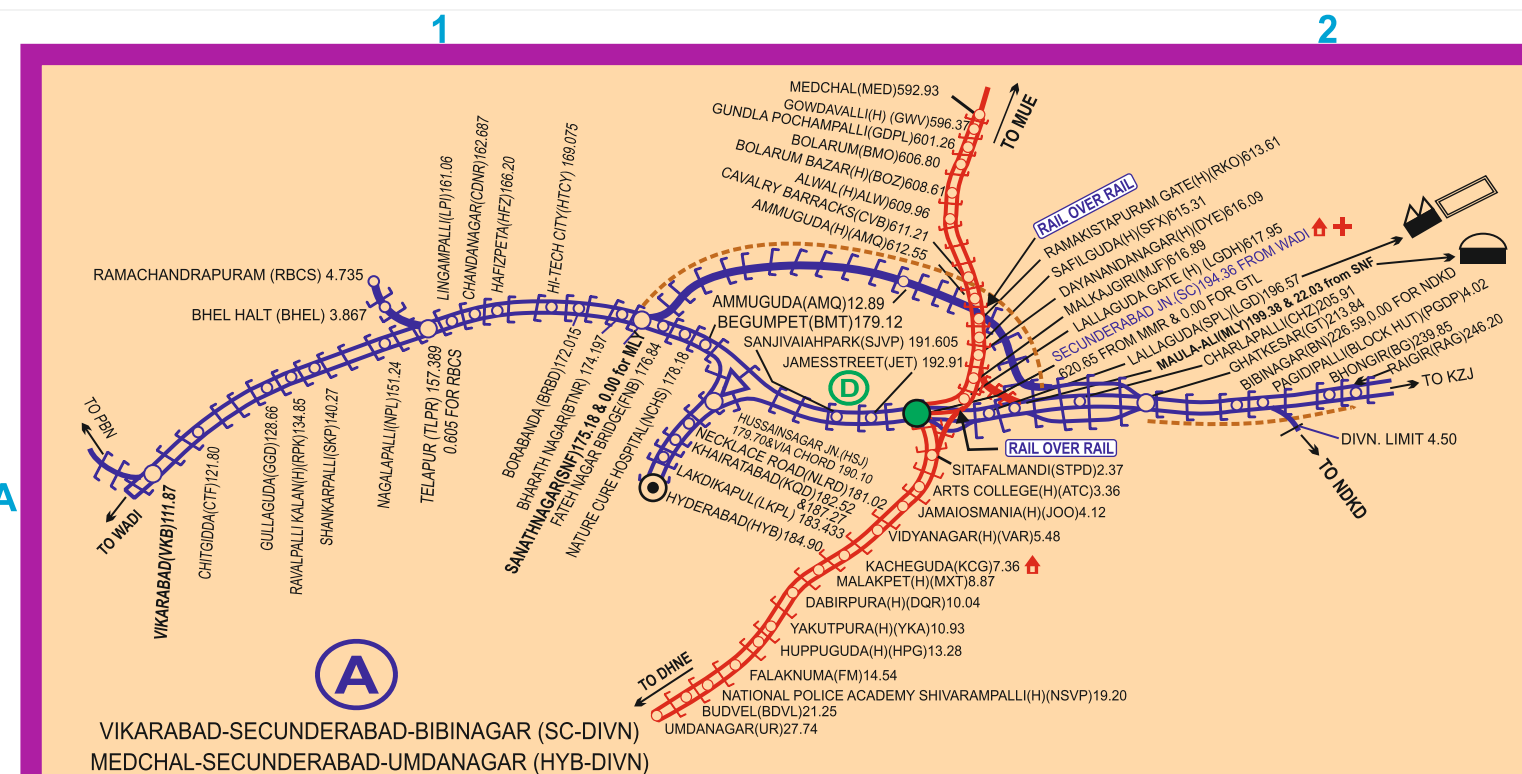 1
2
A
MEDCHAL(MED)592.93
GOWDAVALLI(H) (GWV)596.37
GUNDLA POCHAMPALLI(GDPL)601.26
BOLARUM(BMO)606.80
BOLARUM BAZAR(H)(BOZ)608.61
ALWAL(H)ALW)609.96
CAVALRY BARRACKS(CVB)611.21
AMMUGUDA(H)(AMQ)612.55
TO MUE
RAIL OVER RAIL
RAMAKISTAPURAM GATE(H)(RKO)613.61
SAFILGUDA(H)(SFX)615.31
DAYANANDANAGAR(H)(DYE)616.09
MALKAJGIRI(MJF)616.89
LALLAGUDA GATE (H) (LGDH)617.95
SECUNDERABAD JN.(SC)194.36 FROM WADI
620.65 FROM MMR & 0.00 FOR GTL
LALLAGUDA(SPL)(LGD)196.57
MAULA-ALI(MLY)199.38 & 22.03 from SNF
CHARLAPALLI(CHZ)205.91
GHATKESAR(GT)213.84
BIBINAGAR(BN)226.59,0.00 FOR NDKD
PAGIDIPALLI(BLOCK HUT)(PGDP)4.02
BHONGIR(BG)239.85
RAIGIR(RAG)246.20
TO KZJ
DIVN. LIMIT 4.50
TO NDKD
RAMACHANDRAPURAM (RBCS) 4.735
BHEL HALT (BHEL) 3.867
LINGAMPALLI(LPI)161.06
CHANDANAGAR(CDNR)162.687
HAFIZPETA(HFZ)166.20
HI-TECH CITY(HTCY) 169.075
AMMUGUDA(AMQ)12.89
BEGUMPET(BMT)179.12
SANJIVAIAHPARK(SJVP) 191.605
JAMESSTREET(JET) 192.91
D
TO PBN
TO WADI
VIKARABAD(VKB)111.87
CHITGIDDA(CTF)121.80
GULLAGUDA(GGD)128.66
RAVALPALLI KALAN(H)(RPK)134.85
SHANKARPALLI(SKP)140.27
NAGALAPALLI(NPL)151.24
TELAPUR (TLPR) 157.389
0.605 FOR RBCS
BORABANDA (BRBD)172.015
BHARATH NAGAR(BTNR) 174.197
SANATHNAGAR(SNF)175.18 & 0.00 for MLY
FATEH NAGAR BRIDGE(FNB) 176.84
NATURE CURE HOSPITAL(NCHS) 178.18
HUSSAINSAGAR JN.(HSJ)
179.70&VIA CHORD 190.10
NECKLACE ROAD(NLRD)181.02
KHAIRATABAD(KQD)182.52
&187.27
LAKDIKAPUL(LKPL) 183.433
HYDERABAD(HYB)184.90
RAIL OVER RAIL
SITAFALMANDI(STPD)2.37
ARTS COLLEGE(H)(ATC)3.36
JAMAIOSMANIA(H)(JOO)4.12
VIDYANAGAR(H)(VAR)5.48
KACHEGUDA(KCG)7.36
MALAKPET(H)(MXT)8.87
DABIRPURA(H)(DQR)10.04
YAKUTPURA(H)(YKA)10.93
HUPPUGUDA(H)(HPG)13.28
FALAKNUMA(FM)14.54
NATIONAL POLICE ACADEMY SHIVARAMPALLI(H)(NSVP)19.20
BUDVEL(BDVL)21.25
UMDANAGAR(UR)27.74
TO DHNE
A
VIKARABAD-SECUNDERABAD-BIBINAGAR (SC-DIVN)
MEDCHAL-SECUNDERABAD-UMDANAGAR (HYB-DIVN)